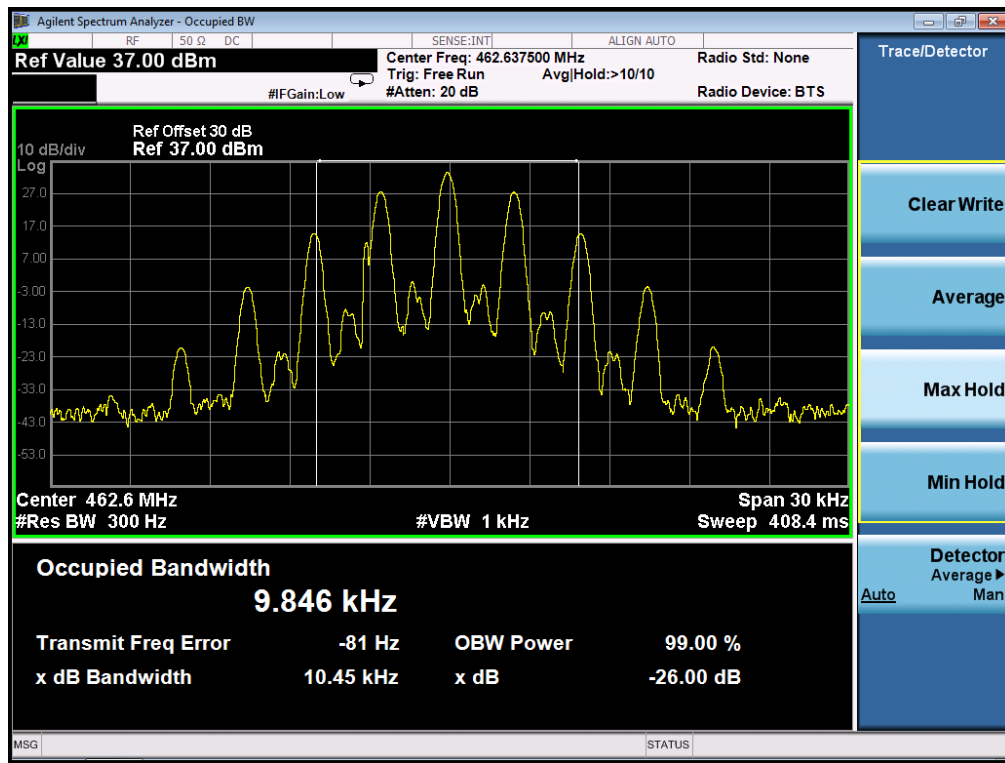 Agilent Spectrum Analyzer - Occupied BW
LXI RF 50 Ω DC SENSE:INT ALIGN AUTO
Ref Value 37.00 dBm
Center Freq: 462.637500 MHz
Radio Std: None
Trig: Free Run Avg|Hold:>10/10
#IFGain:Low
#Atten: 20 dB
Radio Device: BTS
Trace/Detector
Ref Offset 30 dB
10 dB/div Ref 37.00 dBm
Log
27.0
17.0
7.00
-3.00
-13.0
-23.0
-33.0
-43.0
-53.0
Center 462.6 MHz Span 30 kHz
#Res BW 300 Hz #VBW 1 kHz Sweep 408.4 ms
Clear Write
Average
Max Hold
Min Hold
Detector
Average
Auto Man
Occupied Bandwidth
9.846 kHz
Transmit Freq Error -81 Hz OBW Power 99.00 %
x dB Bandwidth 10.45 kHz x dB -26.00 dB
MSG STATUS